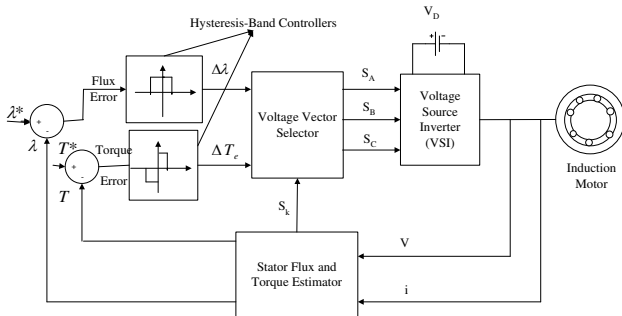 Hysteresis-Band Controllers
V_D
+ -
Flux
Error
Δλ
λ*
+
-
λ
T*
+
-
T
Torque
Error
ΔT_e
Voltage Vector
Selector
S_A
S_B
S_C
Voltage
Source
Inverter
(VSI)
Induction
Motor
S_k
V
i
Stator Flux and
Torque Estimator